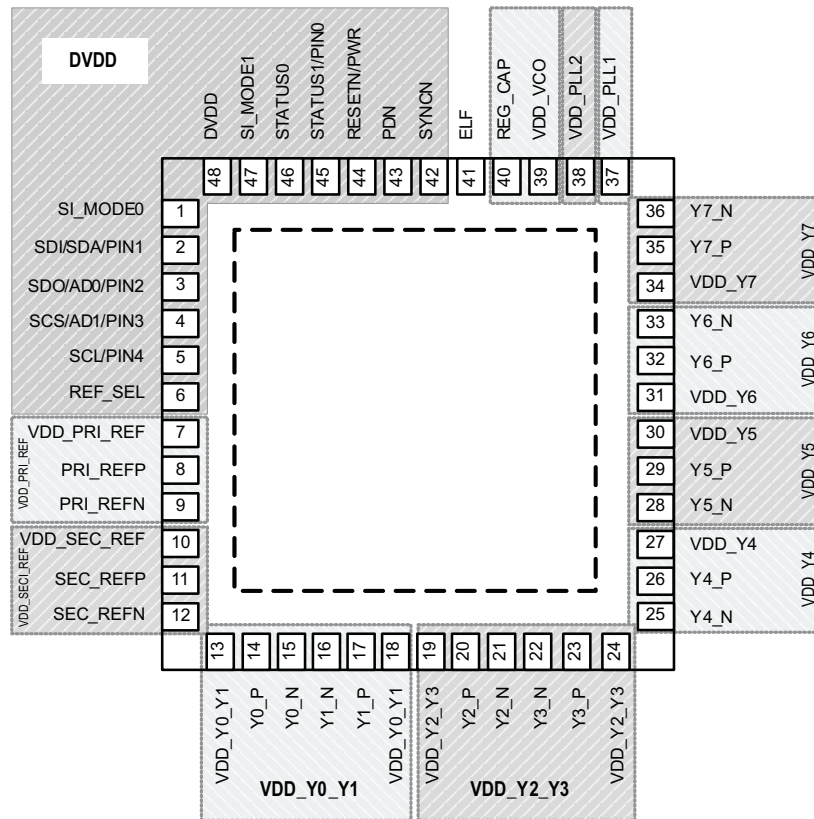 DVDD
DVDD
SI_MODE1
STATUS0
STATUS1/PIN0
RESETN/PWR
PDN
SYNCN
ELF
REG_CAP
VDD_VCO
VDD_PLL2
VDD_PLL1
48
47
46
45
44
43
42
41
40
39
38
37
SI_MODE0
1
SDI/SDA/PIN1
2
SDO/AD0/PIN2
3
SCS/AD1/PIN3
4
SCL/PIN4
5
REF_SEL
6
VDD_PRI_REF
VDD_PRI_REF
7
PRI_REFP
8
PRI_REFN
9
VDD_SECI_REF
VDD_SEC_REF
10
SEC_REFP
11
SEC_REFN
12
36
Y7_N
35
Y7_P
34
VDD_Y7
VDD_Y7
33
Y6_N
32
Y6_P
31
VDD_Y6
VDD_Y6
30
VDD_Y5
29
Y5_P
28
Y5_N
VDD_Y5
27
VDD_Y4
26
Y4_P
25
Y4_N
VDD_Y4
13
14
15
16
17
18
19
20
21
22
23
24
VDD_Y0_Y1
Y0_P
Y0_N
Y1_N
Y1_P
VDD_Y0_Y1
VDD_Y2_Y3
Y2_P
Y2_N
Y3_N
Y3_P
VDD_Y2_Y3
VDD_Y0_Y1
VDD_Y2_Y3